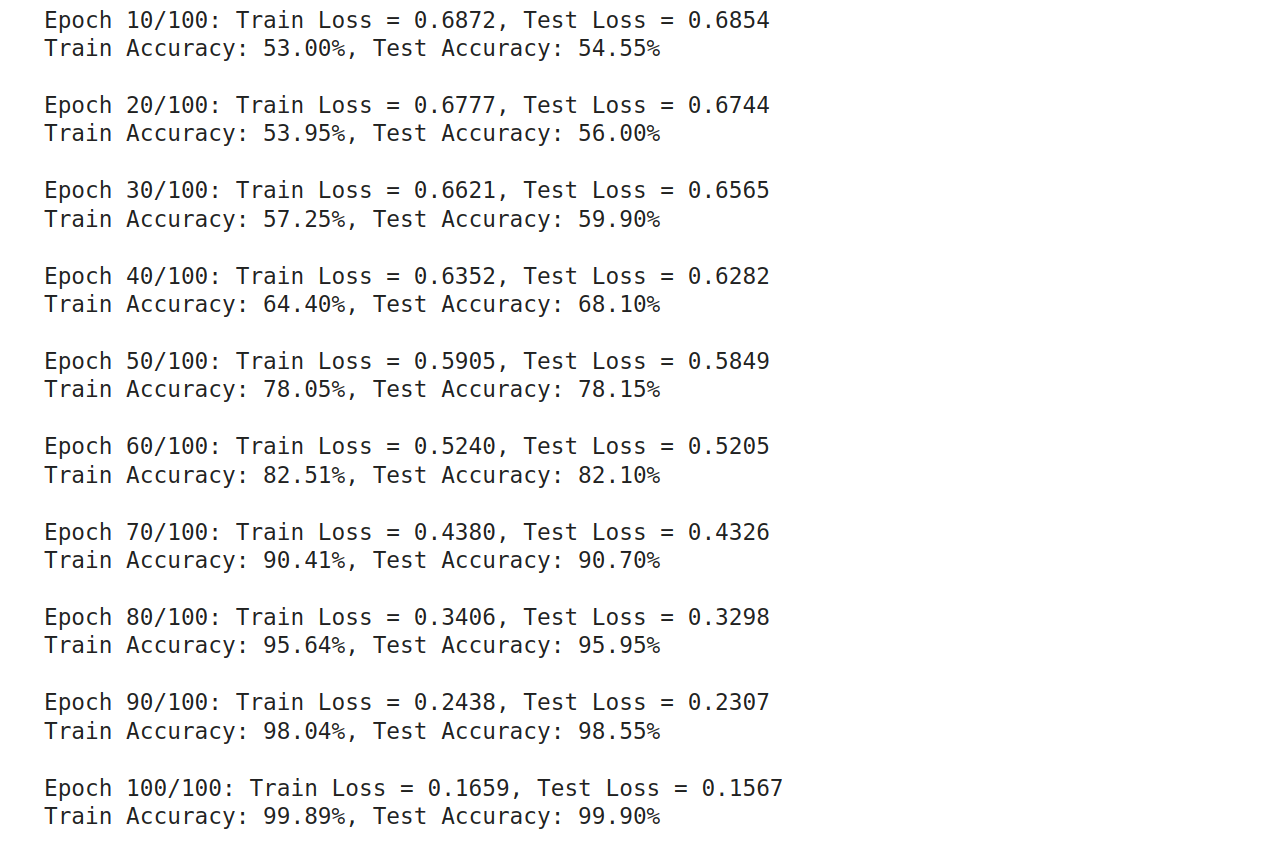 Epoch 10/100: Train Loss = 0.6872, Test Loss = 0.6854
Train Accuracy: 53.00%, Test Accuracy: 54.55%
Epoch 20/100: Train Loss = 0.6777, Test Loss = 0.6744
Train Accuracy: 53.95%, Test Accuracy: 56.00%
Epoch 30/100: Train Loss = 0.6621, Test Loss = 0.6565
Train Accuracy: 57.25%, Test Accuracy: 59.90%
Epoch 40/100: Train Loss = 0.6352, Test Loss = 0.6282
Train Accuracy: 64.40%, Test Accuracy: 68.10%
Epoch 50/100: Train Loss = 0.5905, Test Loss = 0.5849
Train Accuracy: 78.05%, Test Accuracy: 78.15%
Epoch 60/100: Train Loss = 0.5240, Test Loss = 0.5205
Train Accuracy: 82.51%, Test Accuracy: 82.10%
Epoch 70/100: Train Loss = 0.4380, Test Loss = 0.4326
Train Accuracy: 90.41%, Test Accuracy: 90.70%
Epoch 80/100: Train Loss = 0.3406, Test Loss = 0.3298
Train Accuracy: 95.64%, Test Accuracy: 95.95%
Epoch 90/100: Train Loss = 0.2438, Test Loss = 0.2307
Train Accuracy: 98.04%, Test Accuracy: 98.55%
Epoch 100/100: Train Loss = 0.1659, Test Loss = 0.1567
Train Accuracy: 99.89%, Test Accuracy: 99.90%